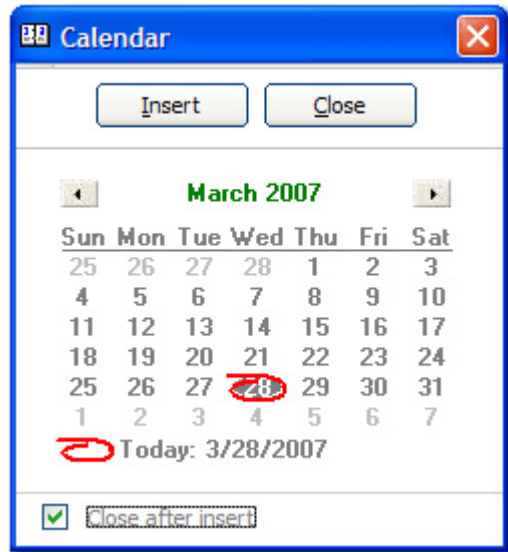 Calendar
Insert Close
March 2007
Sun Mon Tue Wed Thu Fri Sat
25 26 27 28 1 2 3
4 5 6 7 8 9 10
11 12 13 14 15 16 17
18 19 20 21 22 23 24
25 26 27 28 29 30 31
1 2 3 4 5 6 7
Today: 3/28/2007
Close after insert